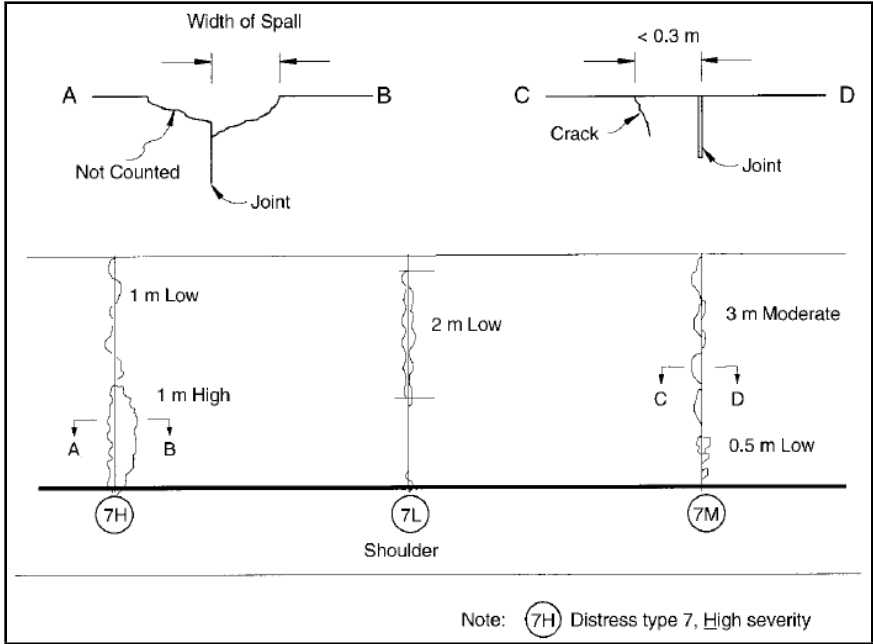 Width of Spall
< 0.3 m
A
B
C
D
Crack
Not Counted
Joint
Joint
1 m Low
2 m Low
3 m Moderate
1 m High
C
D
A
B
0.5 m Low
7H
7L
7M
Shoulder
Note: 7H Distress type 7, High severity